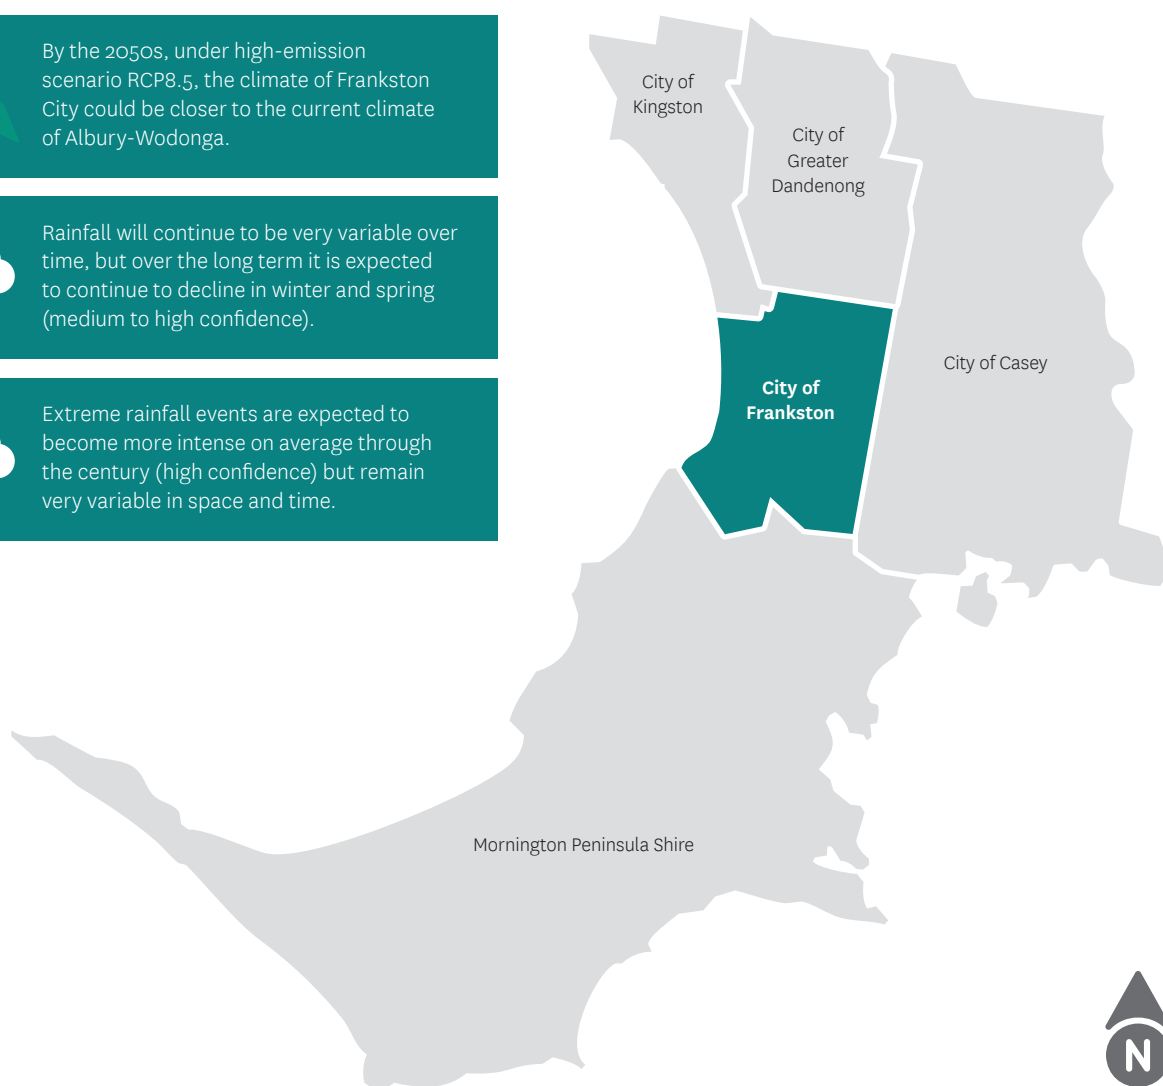 By the 2050s, under high-emission
scenario RCP8.5, the climate of Frankston
City could be closer to the current climate
of Albury-Wodonga.
Rainfall will continue to be very variable over
time, but over the long term it is expected
to continue to decline in winter and spring
(medium to high confidence).
Extreme rainfall events are expected to
become more intense on average through
the century (high confidence) but remain
very variable in space and time.
City of
Kingston
City of
Greater
Dandenong
City of Casey
City of
Frankston
Mornington Peninsula Shire
N